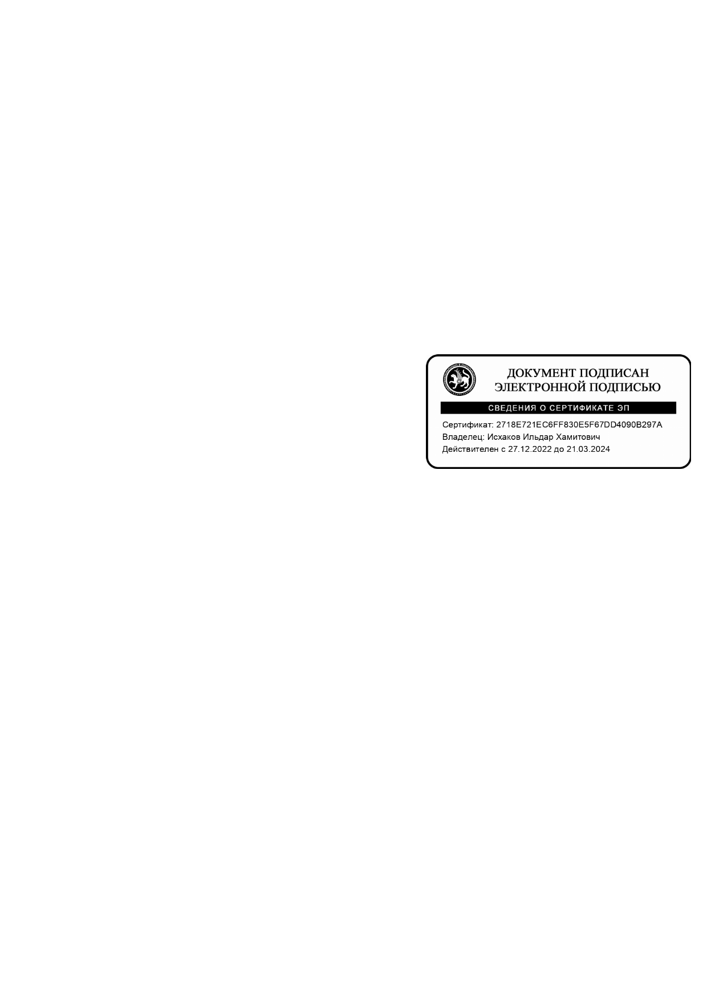 ДОКУМЕНТ ПОДПИСАН
ЭЛЕКТРОННОЙ ПОДПИСЬЮ
СВЕДЕНИЯ О СЕРТИФИКАТЕ ЭП
Сертификат: 2718E721EC6FF830E5F67DD4090B297A
Владелец: Исхаков Ильдар Хамитович
Действителен с 27.12.2022 до 21.03.2024